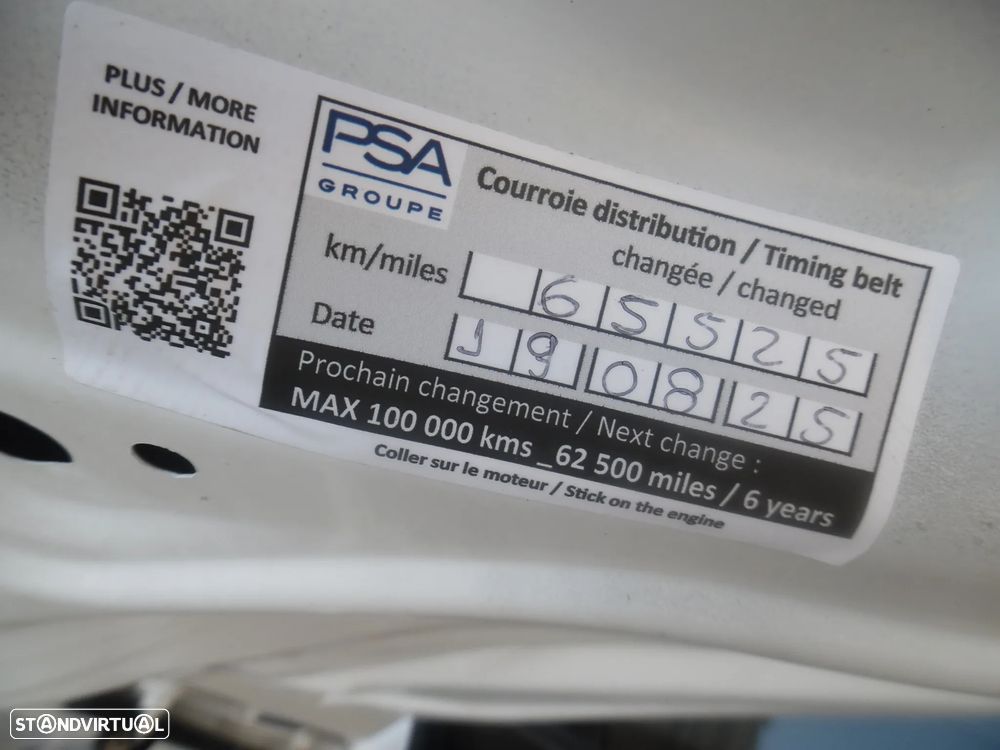 PLUS / MORE
INFORMATION
PSA
GROUPE
Courroie distribution / Timing belt
changée / changed
km/miles 65525
Date 19 08 25
Prochain changement / Next change :
MAX 100 000 kms _62 500 miles / 6 years
Coller sur le moteur / Stick on the engine
STANDVIRTUAL